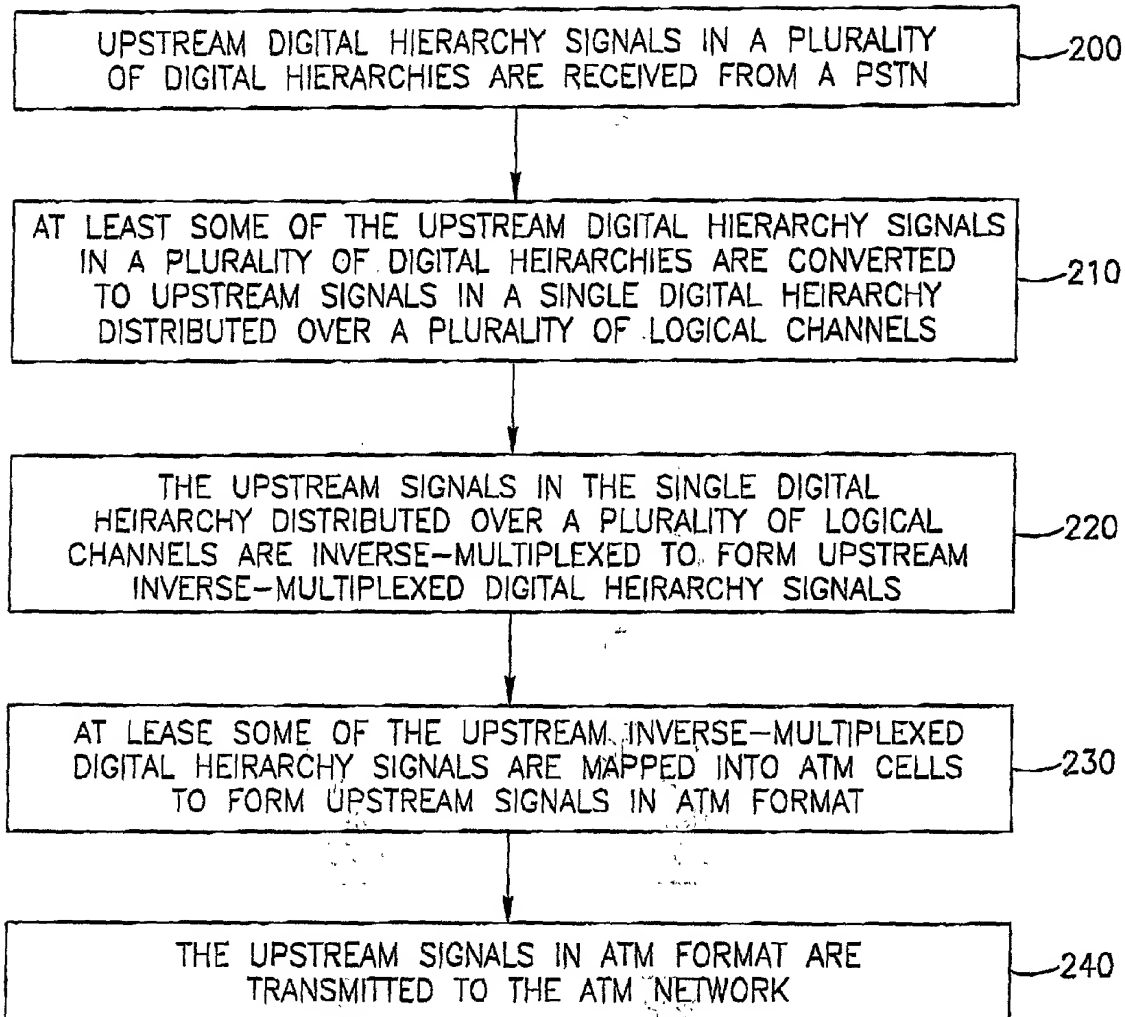 UPSTREAM DIGITAL HIERARCHY SIGNALS IN A PLURALITY
OF DIGITAL HIERARCHIES ARE RECEIVED FROM A PSTN
200
AT LEAST SOME OF THE UPSTREAM DIGITAL HIERARCHY SIGNALS
IN A PLURALITY OF DIGITAL HEIRARCHIES ARE CONVERTED
TO UPSTREAM SIGNALS IN A SINGLE DIGITAL HEIRARCHY
DISTRIBUTED OVER A PLURALITY OF LOGICAL CHANNELS
210
THE UPSTREAM SIGNALS IN THE SINGLE DIGITAL
HEIRARCHY DISTRIBUTED OVER A PLURALITY OF LOGICAL
CHANNELS ARE INVERSE-MULTIPLEXED TO FORM UPSTREAM
INVERSE-MULTIPLEXED DIGITAL HEIRARCHY SIGNALS
220
AT LEASE SOME OF THE UPSTREAM INVERSE-MULTIPLEXED
DIGITAL HEIRARCHY SIGNALS ARE MAPPED INTO ATM CELLS
TO FORM UPSTREAM SIGNALS IN ATM FORMAT
230
THE UPSTREAM SIGNALS IN ATM FORMAT ARE
TRANSMITTED TO THE ATM NETWORK
240